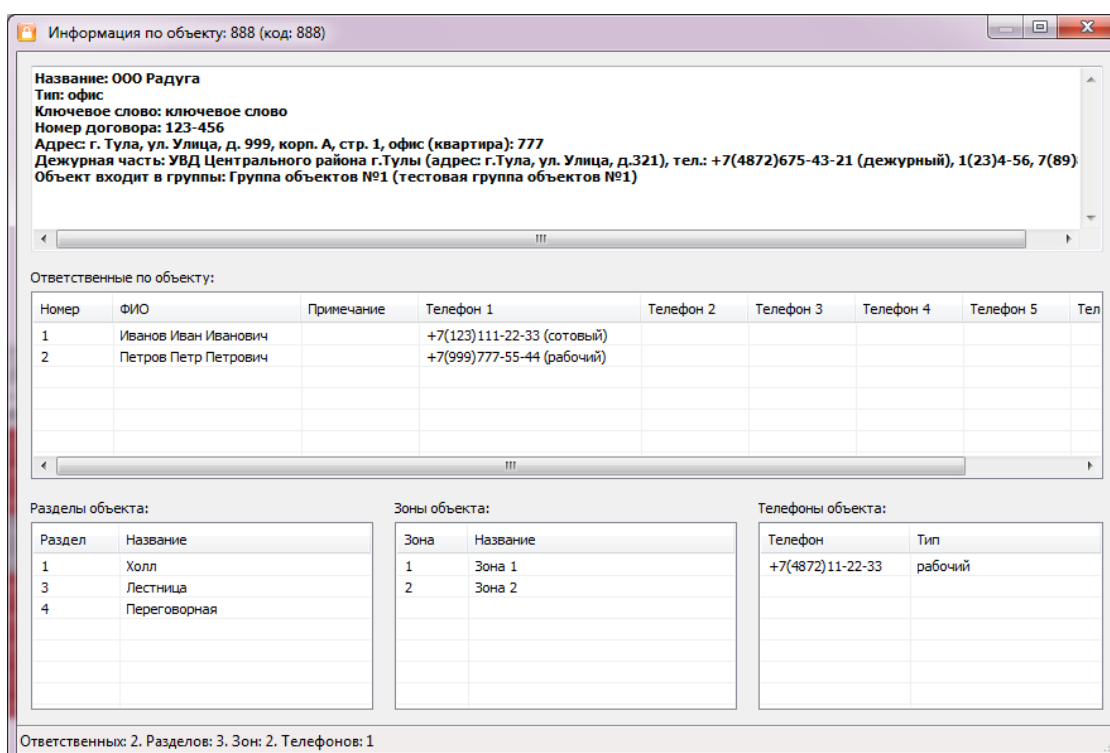 Информация по объекту: 888 (код: 888)
Название: ООО Радуга
Тип: офис
Ключевое слово: ключевое слово
Номер договора: 123-456
Адрес: г. Тула, ул. Улица, д. 999, корп. А, стр. 1, офис (квартира): 777
Дежурная часть: УВД Центрального района г.Тулы (адрес: г.Тула, ул. Улица, д.321), тел.: +7(4872)675-43-21 (дежурный), 1(23)4-56, 7(89)
Объект входит в группы: Группа объектов №1 (тестовая группа объектов №1)
Ответственные по объекту:
Номер ФИО Примечание Телефон 1 Телефон 2 Телефон 3 Телефон 4 Телефон 5 Тел
1 Иванов Иван Иванович +7(123)111-22-33 (сотовый)
2 Петров Петр Петрович +7(999)777-55-44 (рабочий)
Разделы объекта: Зоны объекта: Телефоны объекта:
Раздел Название Зона Название Телефон Тип
1 Холл 1 Зона 1 +7(4872)11-22-33 рабочий
3 Лестница 2 Зона 2
4 Переговорная
Ответственных: 2. Разделов: 3. Зон: 2. Телефонов: 1